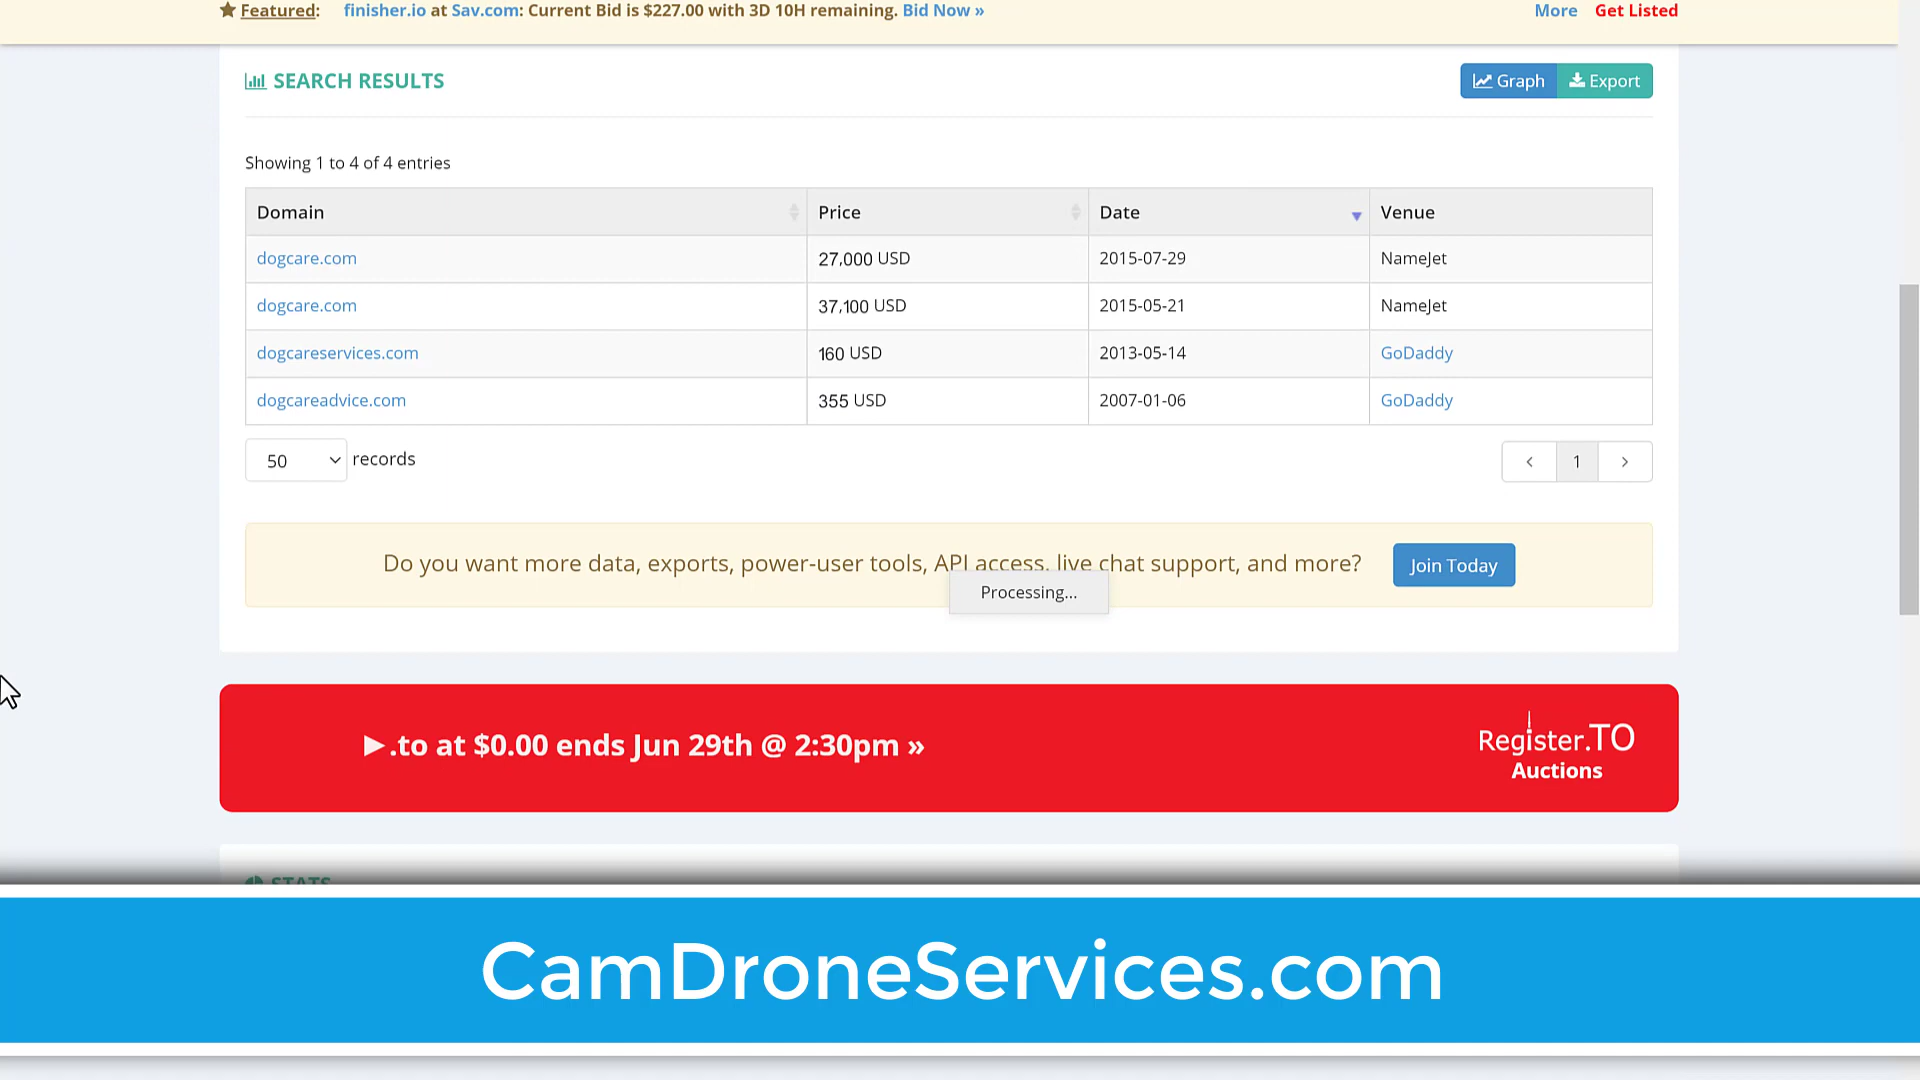 Featured: finisher.io at Sav.com: Current Bid is $227.00 with 3D 10H remaining. Bid Now » More Get Listed
SEARCH RESULTS Graph Export
Showing 1 to 4 of 4 entries
Domain Price Date Venue
dogcare.com 27,000 USD 2015-07-29 NameJet
dogcare.com 37,100 USD 2015-05-21 NameJet
dogcareservices.com 160 USD 2013-05-14 GoDaddy
dogcareadvice.com 355 USD 2007-01-06 GoDaddy
50 records ‹ 1 ›
Do you want more data, exports, power-user tools, API access, live chat support, and more? Join Today
Processing...
►.to at $0.00 ends Jun 29th @ 2:30pm »
Register.TO
Auctions
STATS
CamDroneServices.com